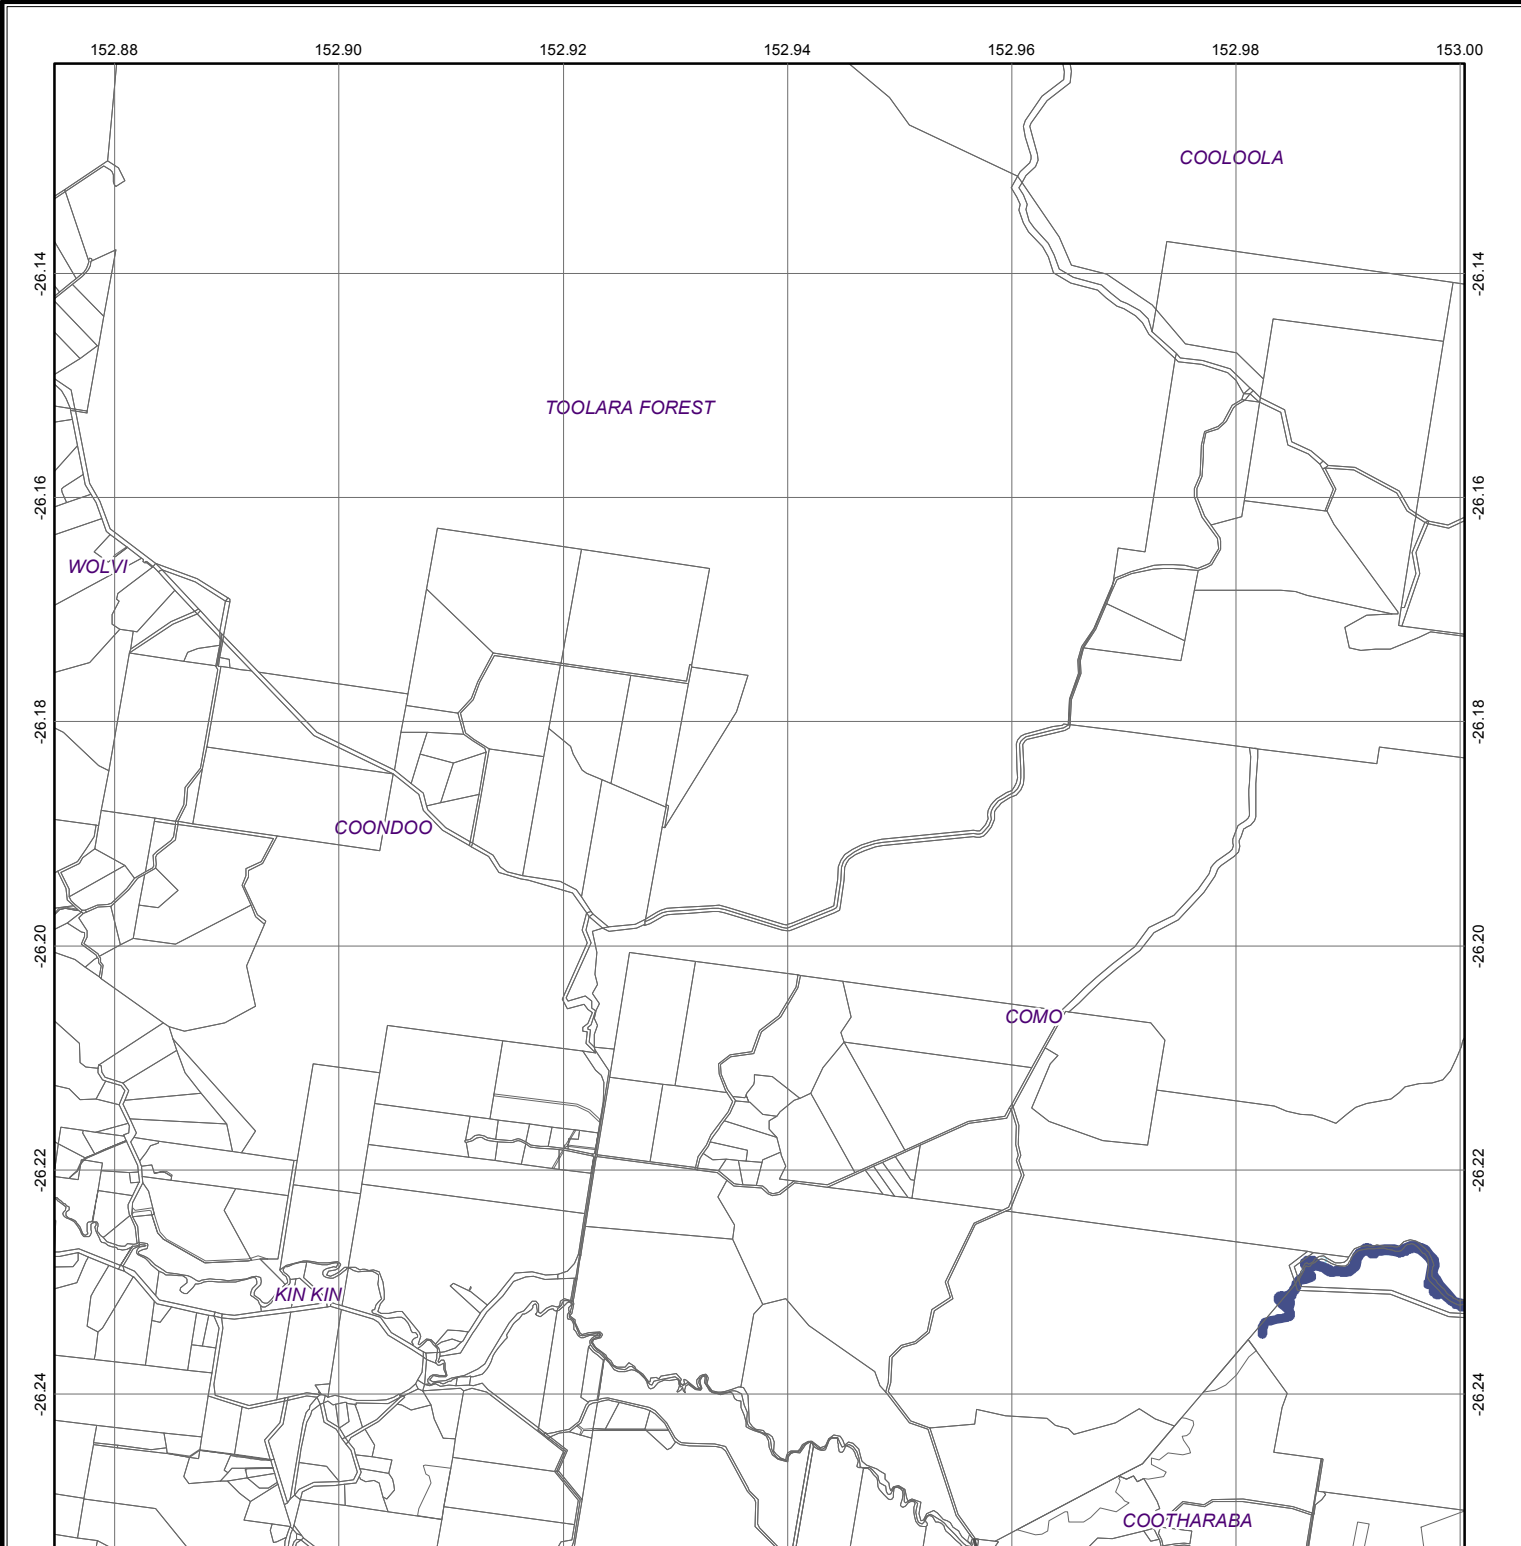 152.88 152.90 152.92 152.94 152.96 152.98 153.00
COOLOOLA
-26.14 -26.14
TOOLARA FOREST
-26.16 -26.16
WOLVI
-26.18 -26.18
COONDOO
-26.20 -26.20
COMO
-26.22 -26.22
KIN KIN
-26.24 -26.24
COOTHARABA